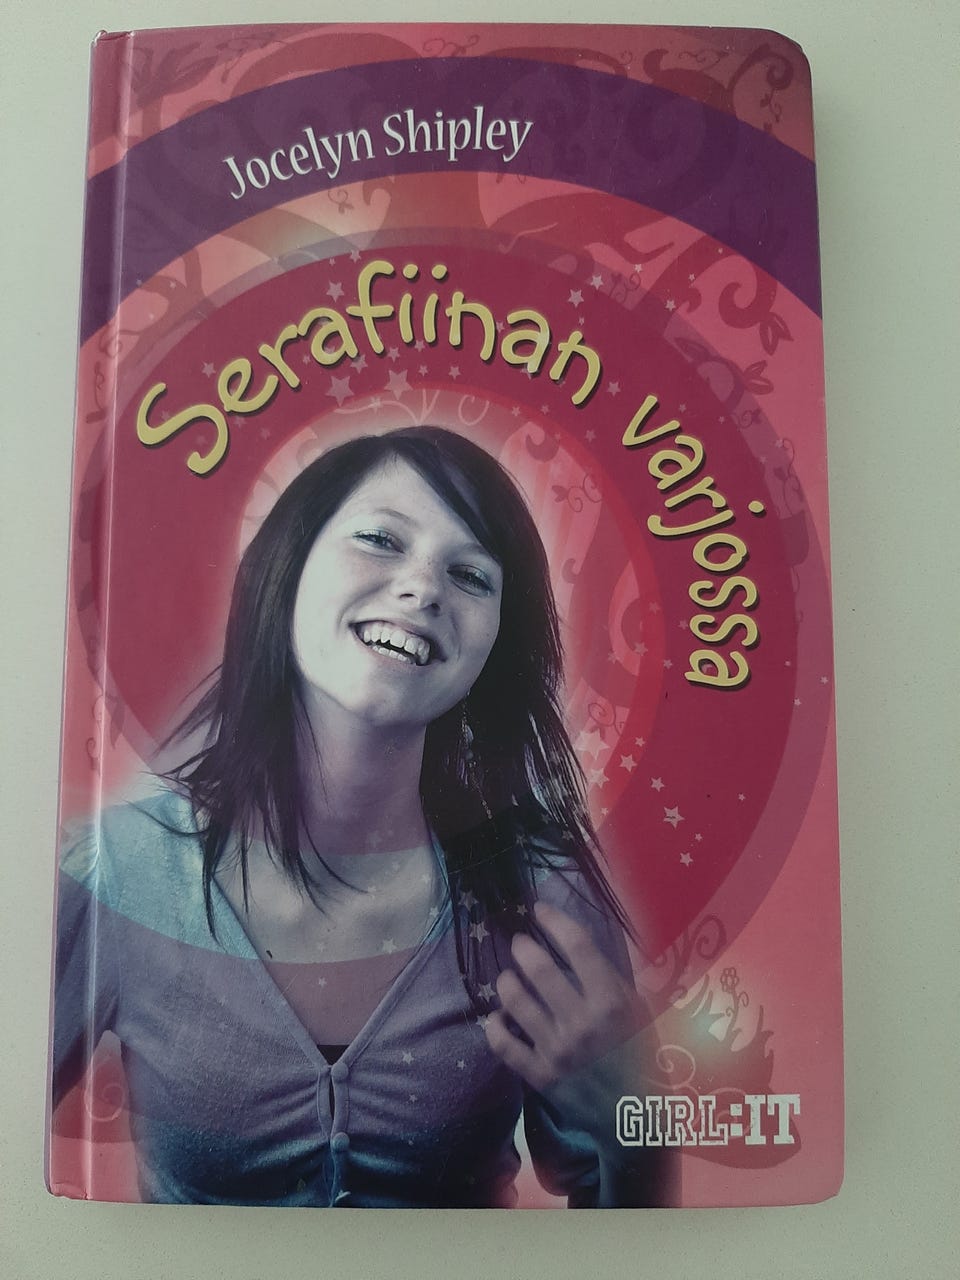 Jocelyn Shipley
Serafiinan varjossa
GIRL:IT